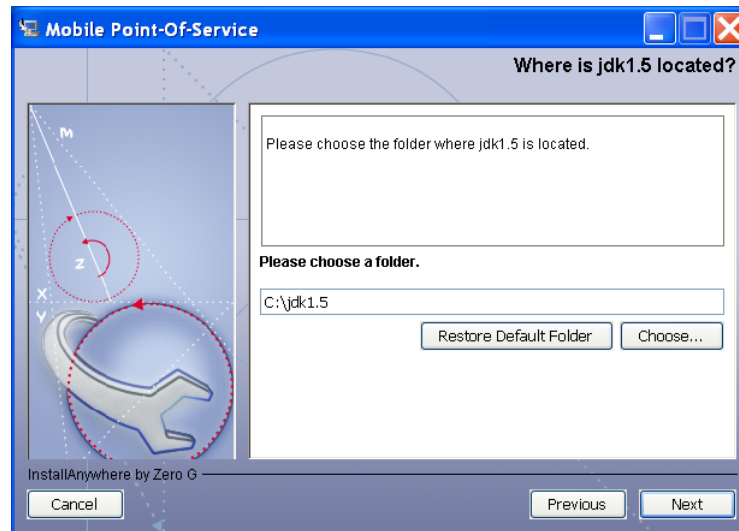 Mobile Point-Of-Service
Where is jdk1.5 located?
M
Z
X
Y
Please choose the folder where jdk1.5 is located.
Please choose a folder.
C:\jdk1.5
Restore Default Folder
Choose...
InstallAnywhere by Zero G
Cancel
Previous
Next